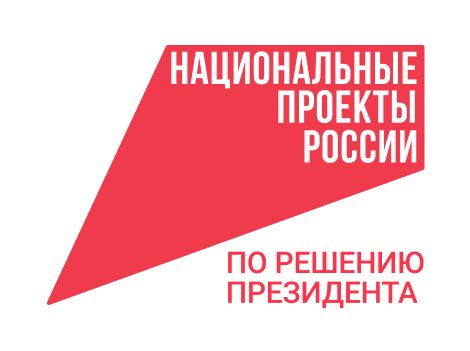 НАЦИОНАЛЬНЫЕ
ПРОЕКТЫ
РОССИИ
ПО РЕШЕНИЮ
ПРЕЗИДЕНТА